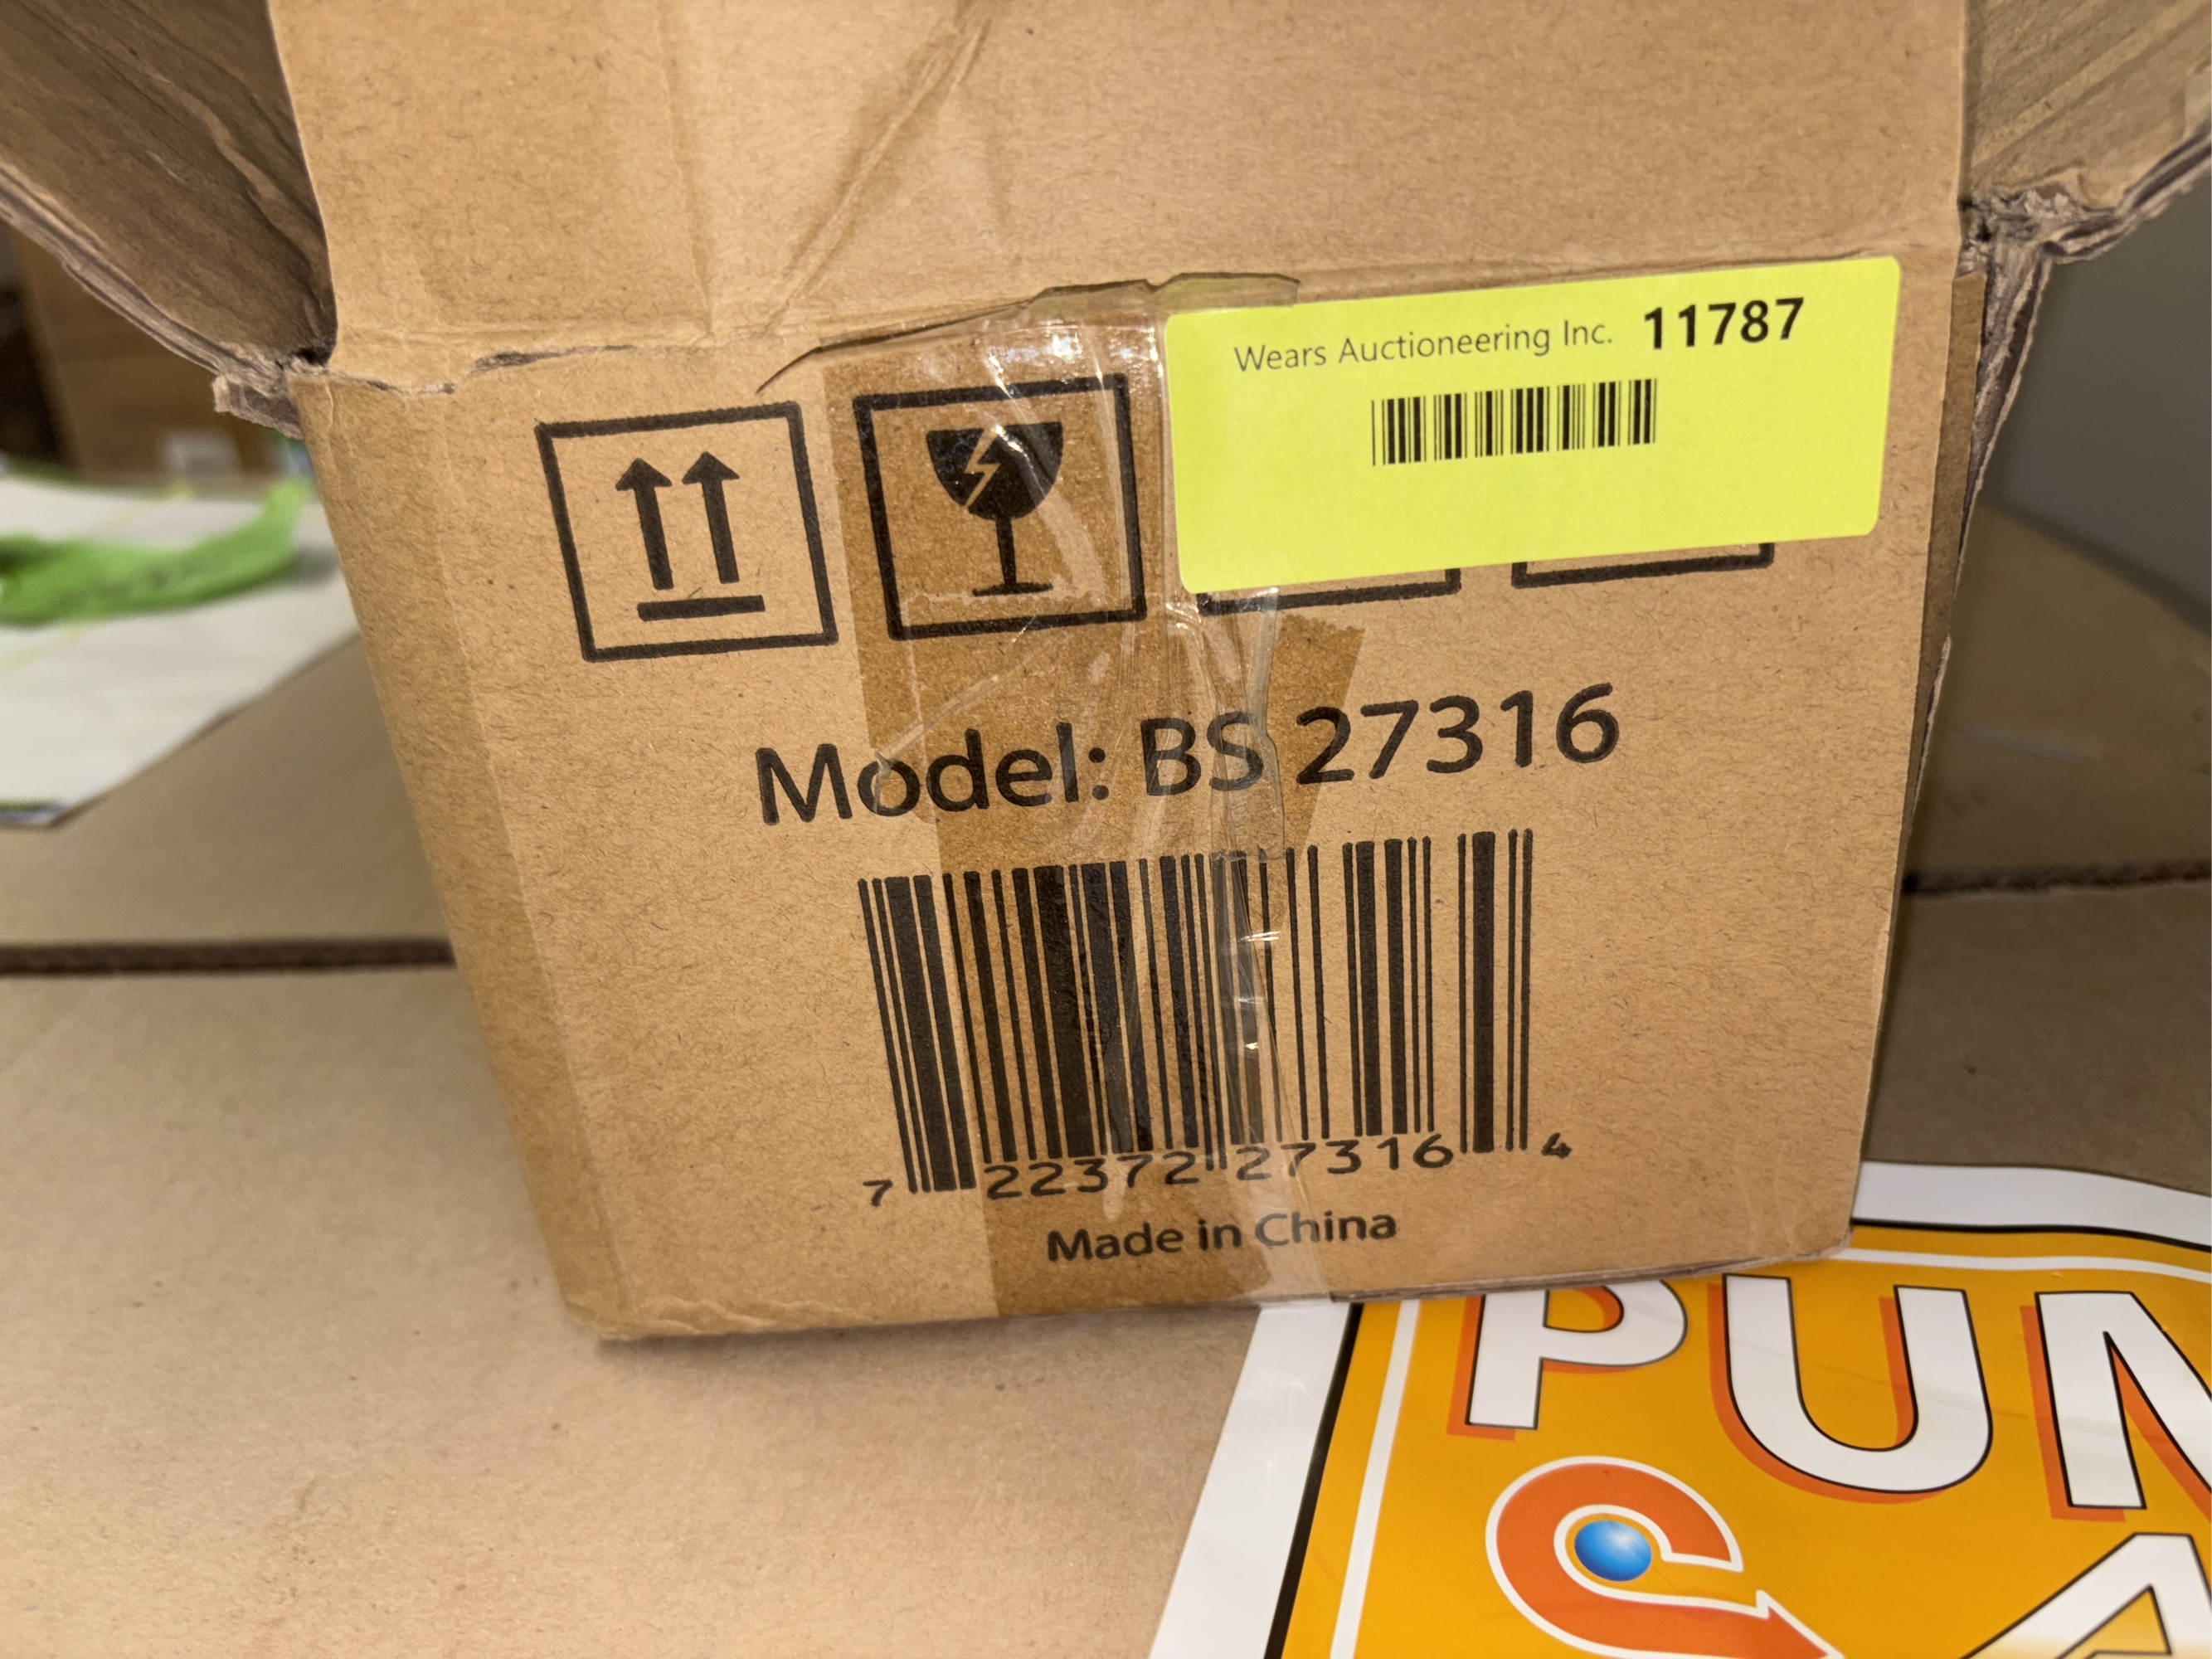 Wears Auctioneering Inc. 11787
Model: BS 27316
7 22372 27316 4
Made in China
PUN
A